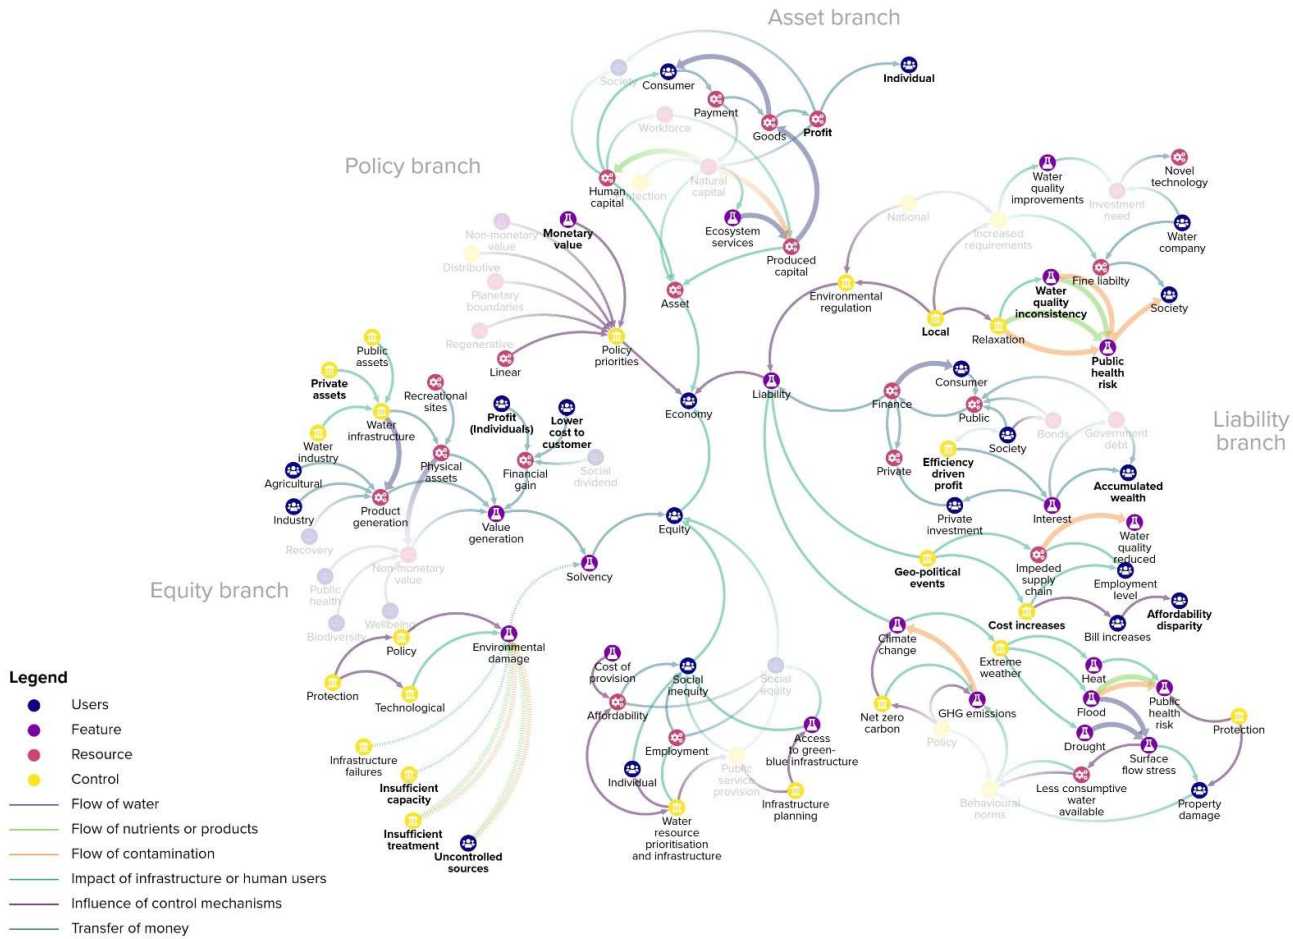 Asset branch
Society
Consumer
Individual
Payment
Workforce
Goods
Profit
Policy branch
Human
capital
Natural
capital
Ecosystem
services
Produced
capital
Asset
Non-monetary
value
Monetary
value
Distributive
Planetary
boundaries
Regenerative
Linear
Policy
priorities
Economy
National
Increased
requirements
Water
quality
improvements
Investment
need
Novel
technology
Water
company
Fine liabilty
Society
Environmental
regulation
Local
Relaxation
Water
quality
inconsistency
Public
health
risk
Liability
Liability
branch
Finance
Consumer
Public
Society
Bonds
Government
debt
Private
Efficiency
driven
profit
Accumulated
wealth
Private
investment
Interest
Water
quality
reduced
Geo-political
events
Impeded
supply
chain
Employment
level
Cost increases
Bill increases
Affordability
disparity
Climate
change
Extreme
weather
Heat
Flood
Public
health
risk
Protection
Net zero
carbon
GHG emissions
Policy
Drought
Surface
flow stress
Behavioural
norms
Less consumptive
water
available
Property
damage
Public
assets
Private
assets
Recreational
sites
Water
infrastructure
Water
industry
Agricultural
Industry
Physical
assets
Product
generation
Profit
(Individuals)
Lower
cost to
customer
Financial
gain
Social
dividend
Value
generation
Equity
Solvency
Recovery
Non-monetary
value
Public
health
Wellbeing
Biodiversity
Equity branch
Policy
Protection
Technological
Environmental
damage
Infrastructure
failures
Insufficient
capacity
Insufficient
treatment
Uncontrolled
sources
Cost of
provision
Social
inequity
Social
equity
Affordability
Employment
Access
to green-
blue infrastructure
Individual
Public
service
provision
Water
resource
prioritisation
and infrastructure
Infrastructure
planning
Legend
Users
Feature
Resource
Control
Flow of water
Flow of nutrients or products
Flow of contamination
Impact of infrastructure or human users
Influence of control mechanisms
Transfer of money